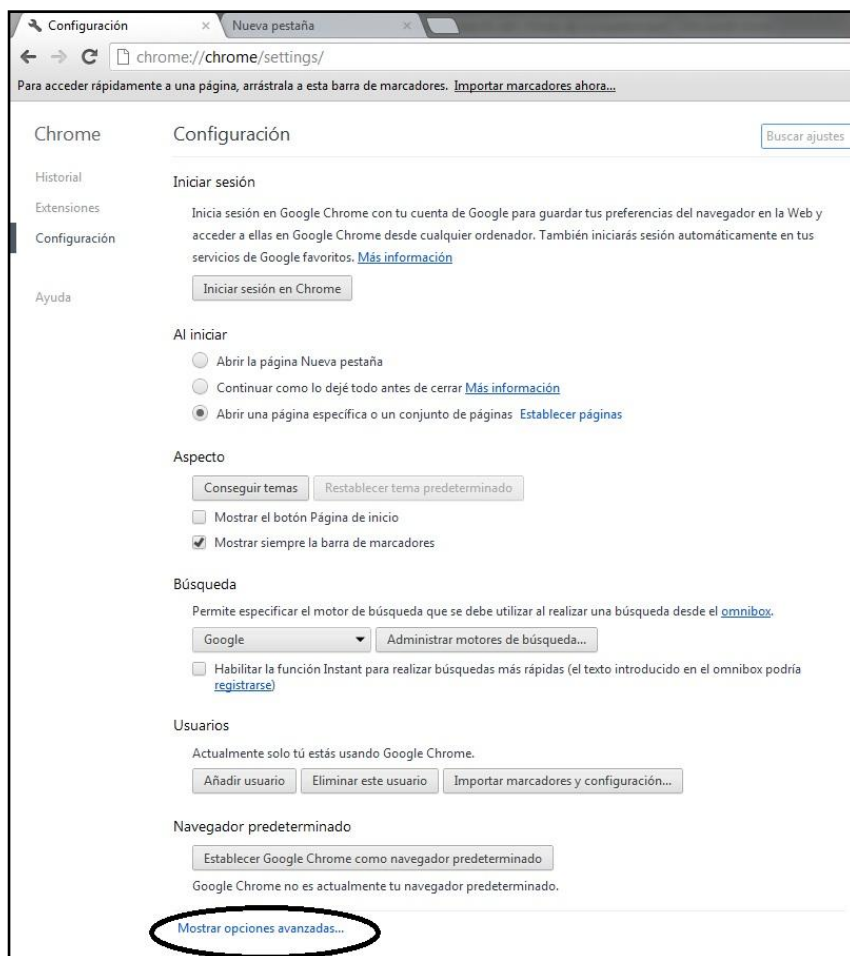 Configuración
Nueva pestaña
chrome://chrome/settings/
Para acceder rápidamente a una página, arrástrala a esta barra de marcadores. Importar marcadores ahora...
Chrome
Configuración
Buscar ajustes
Historial
Extensiones
Configuración
Ayuda
Iniciar sesión
Inicia sesión en Google Chrome con tu cuenta de Google para guardar tus preferencias del navegador en la Web y
acceder a ellas en Google Chrome desde cualquier ordenador. También iniciarás sesión automáticamente en tus
servicios de Google favoritos. Más información
Iniciar sesión en Chrome
Al iniciar
Abrir la página Nueva pestaña
Continuar como lo dejé todo antes de cerrar Más información
Abrir una página específica o un conjunto de páginas Establecer páginas
Aspecto
Conseguir temas Restablecer tema predeterminado
Mostrar el botón Página de inicio
Mostrar siempre la barra de marcadores
Búsqueda
Permite especificar el motor de búsqueda que se debe utilizar al realizar una búsqueda desde el omnibox.
Google Administrar motores de búsqueda...
Habilitar la función Instant para realizar búsquedas más rápidas (el texto introducido en el omnibox podría
registrarse)
Usuarios
Actualmente solo tú estás usando Google Chrome.
Añadir usuario Eliminar este usuario Importar marcadores y configuración...
Navegador predeterminado
Establecer Google Chrome como navegador predeterminado
Google Chrome no es actualmente tu navegador predeterminado.
Mostrar opciones avanzadas...